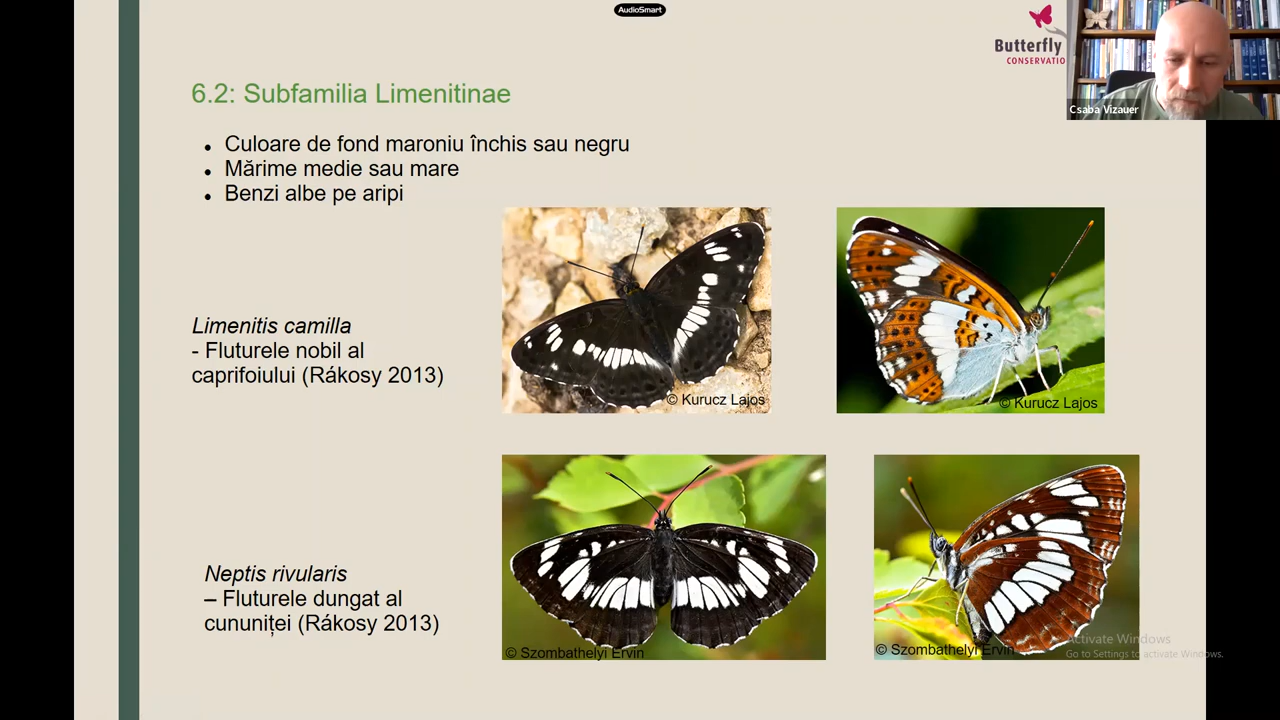 AudioSmart
Butterfly
CONSERVATIO
Csaba Vizauer
6.2: Subfamilia Limenitinae
Culoare de fond maroniu închis sau negru
Mărime medie sau mare
Benzi albe pe aripi
Limenitis camilla
- Fluturele nobil al
caprifoiului (Rákosy 2013)
© Kurucz Lajos
© Kurucz Lajos
Neptis rivularis
– Fluturele dungat al
cununiței (Rákosy 2013)
© Szombathelyi Ervin
© Szombathelyi Ervin
Activate Windows
Go to Settings to activate Windows.